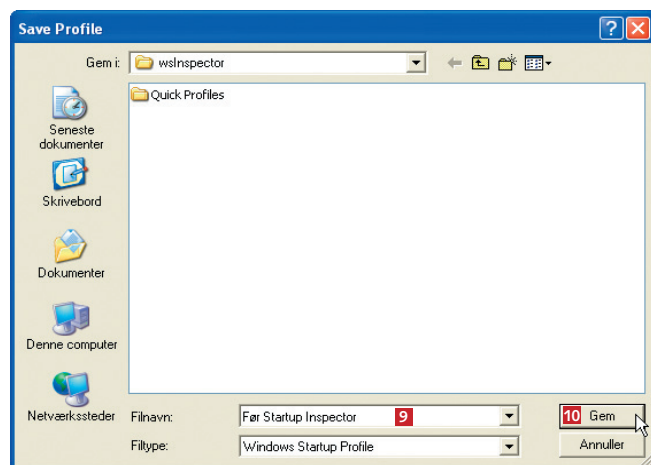 Save Profile
Gem i:
wsInspector
Quick Profiles
Seneste
dokumenter
Skrivebord
Dokumenter
Denne computer
Netværkssteder
Filnavn:
Før Startup Inspector
9
10 Gem
Filtype:
Windows Startup Profile
Annuller